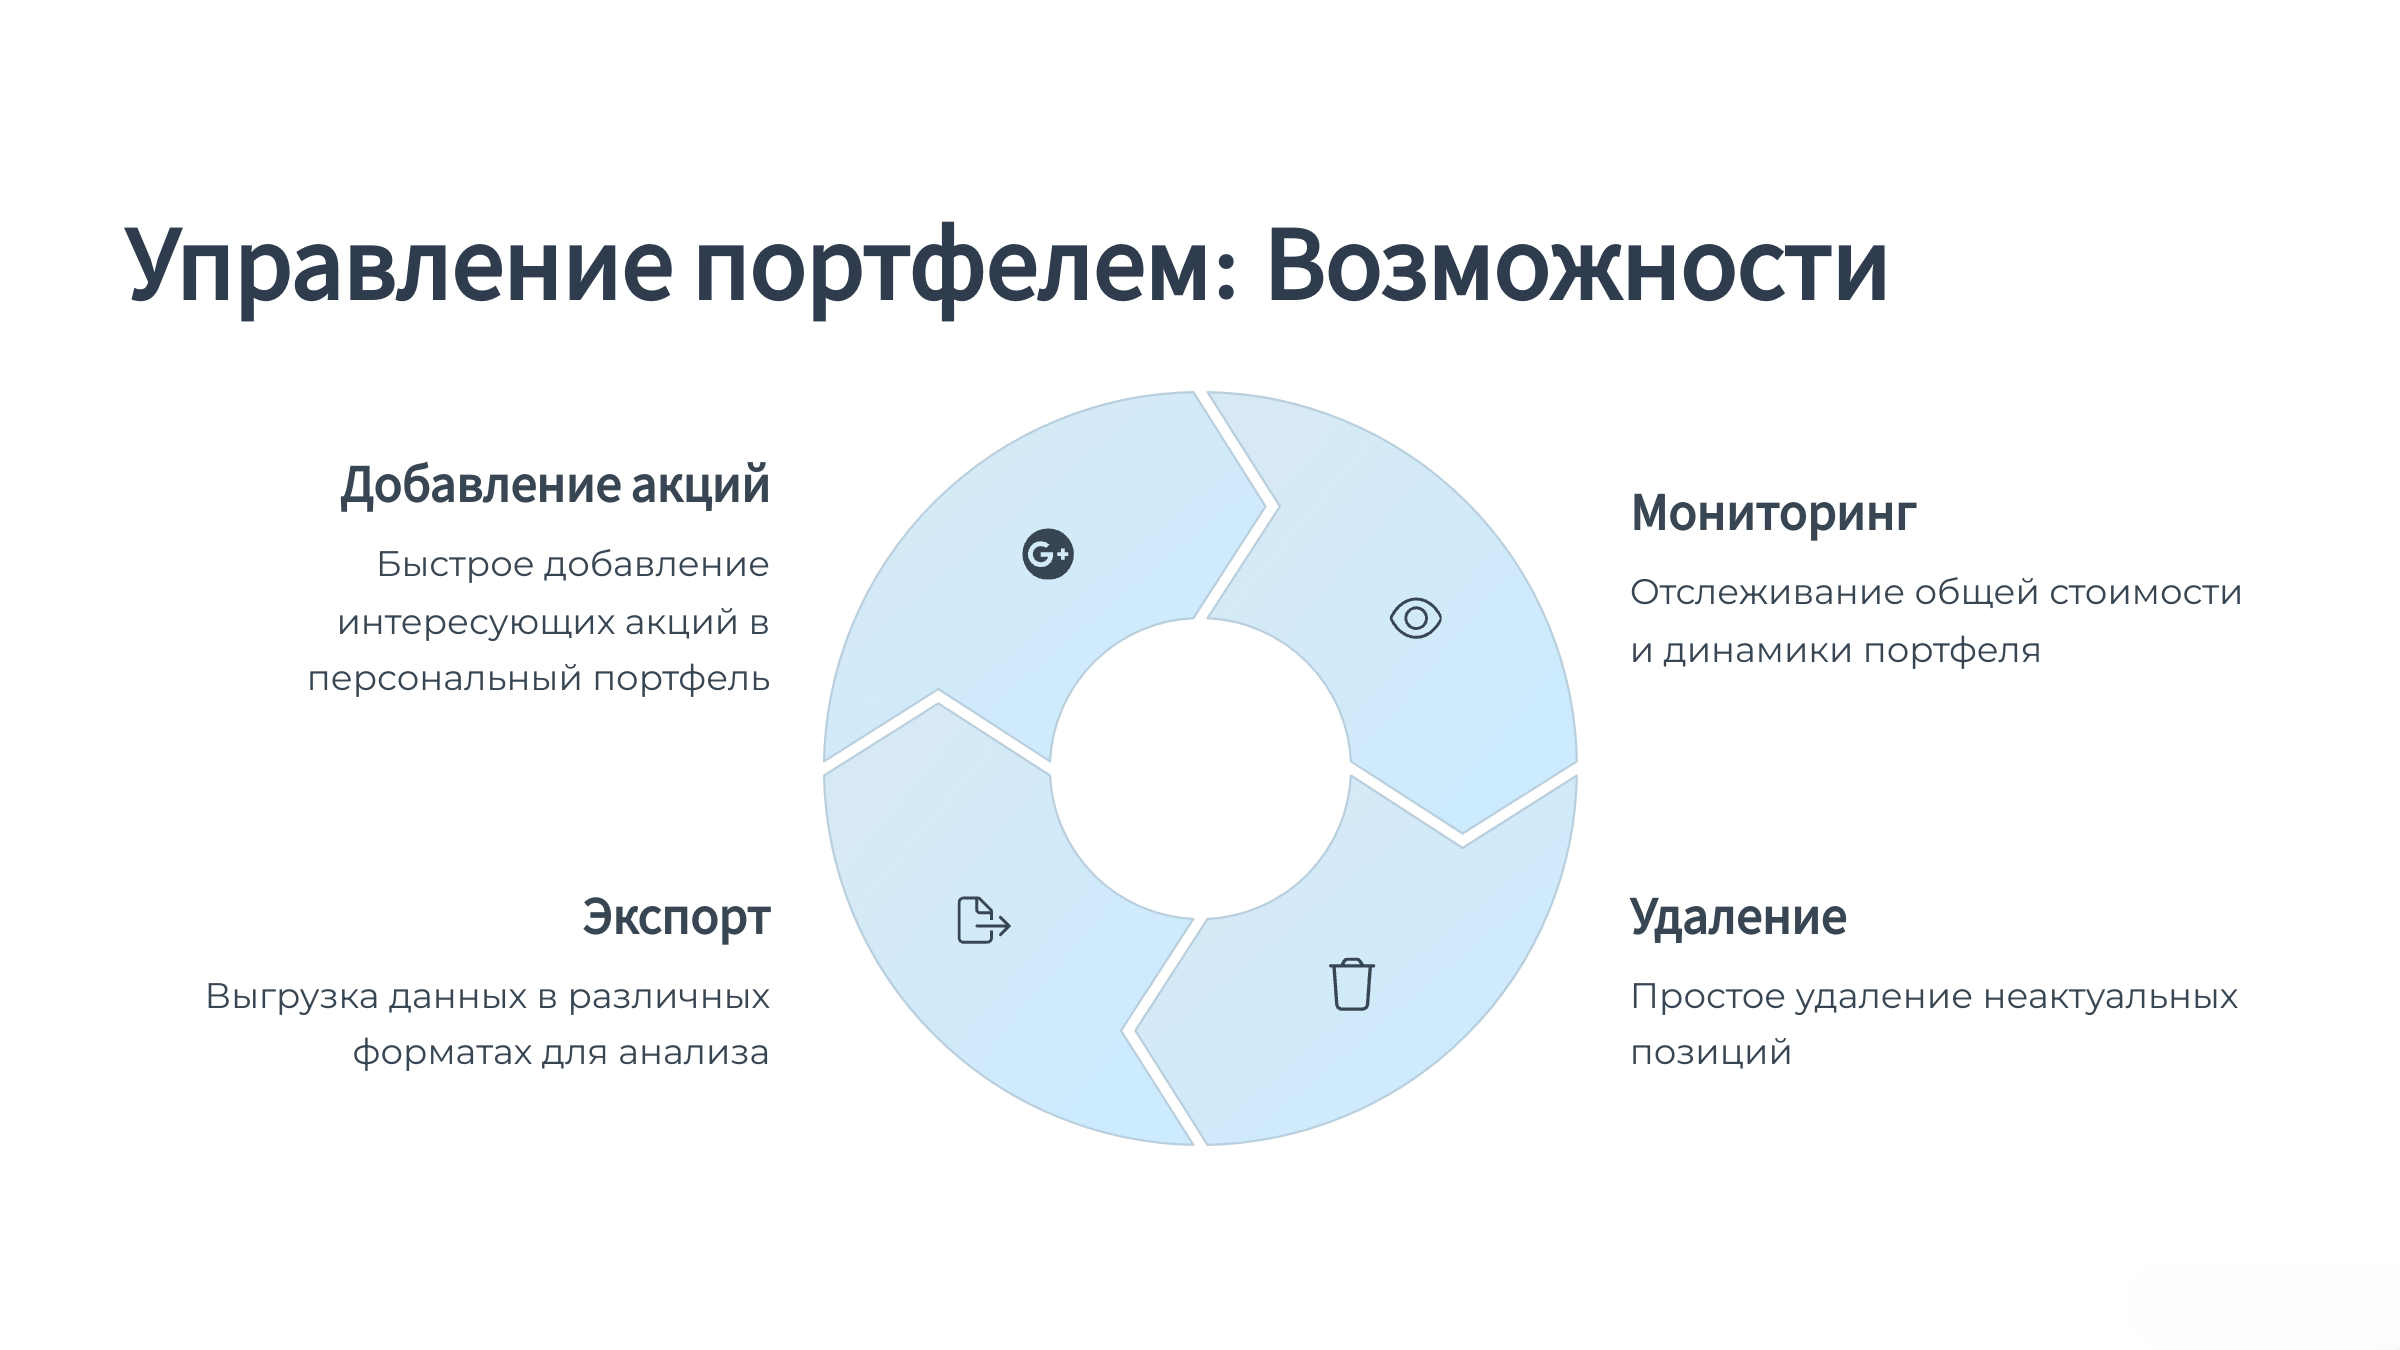 Управление портфелем: Возможности
Добавление акций
Быстрое добавление
интересующих акций в
персональный портфель
G+
Мониторинг
Отслеживание общей стоимости
и динамики портфеля
Экспорт
Выгрузка данных в различных
форматах для анализа
Удаление
Простое удаление неактуальных
позиций